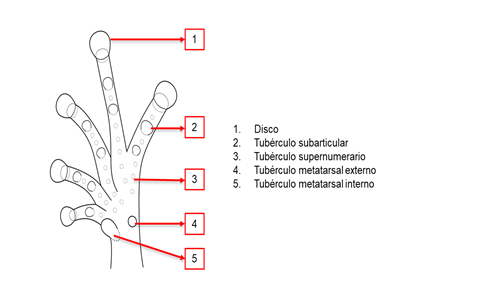 1
2
3
4
5
1. Disco
2. Tubérculo subarticular
3. Tubérculo supernumerario
4. Tubérculo metatarsal externo
5. Tubérculo metatarsal interno